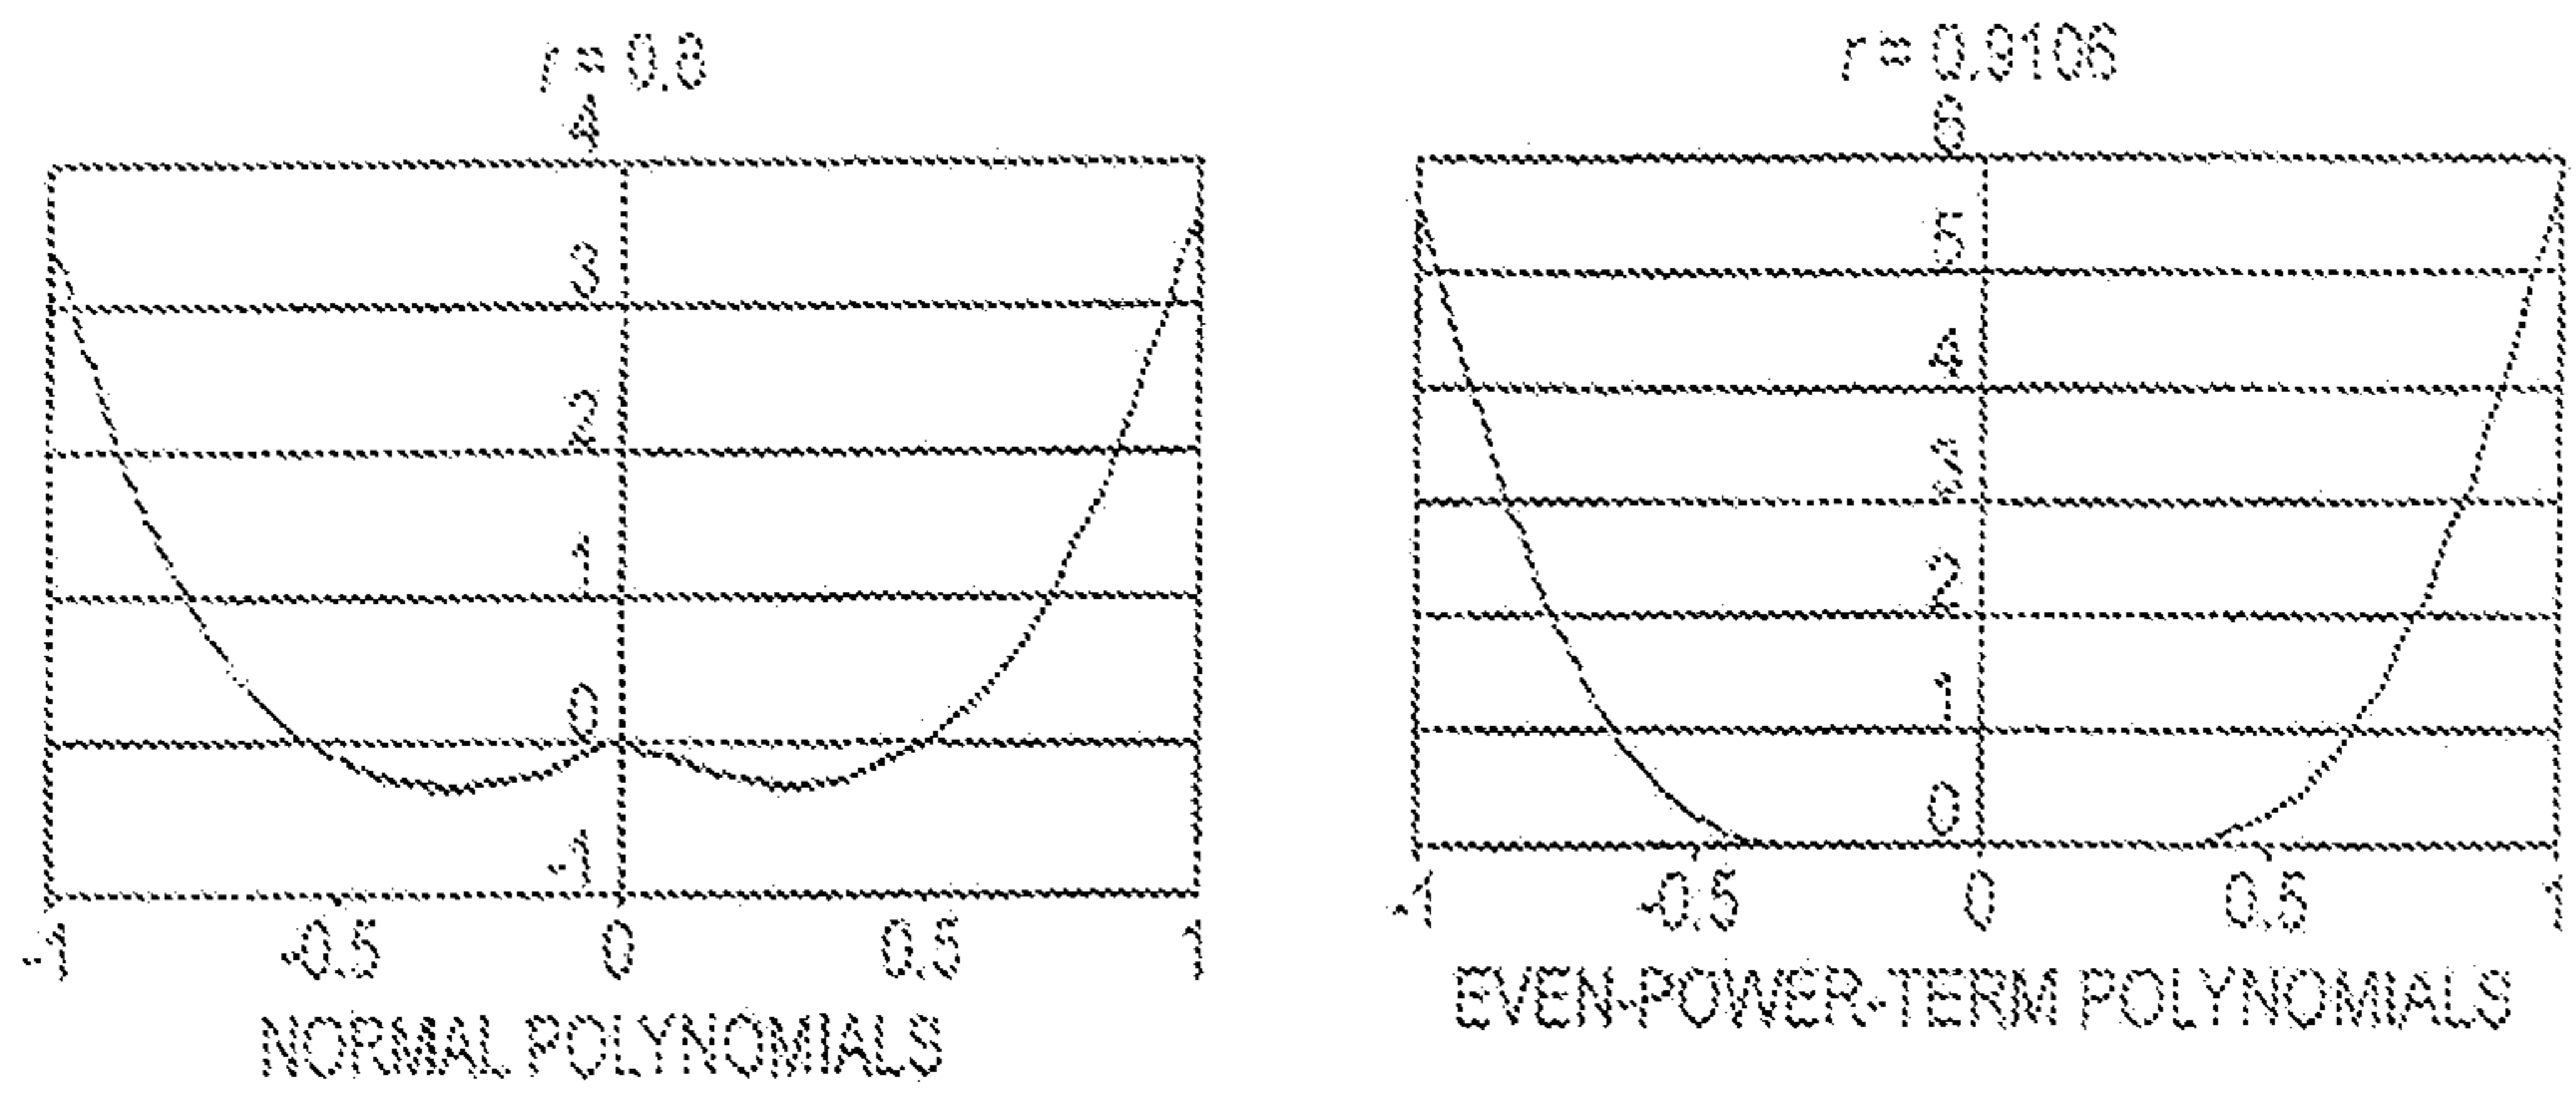 r = 0.8
4
3
2
1
0
-1
-1 -0.5 0 0.5 1
NORMAL POLYNOMIALS
r = 0.9106
6
5
4
3
2
1
0
-1 -0.5 0 0.5 1
EVEN-POWER-TERM POLYNOMIALS